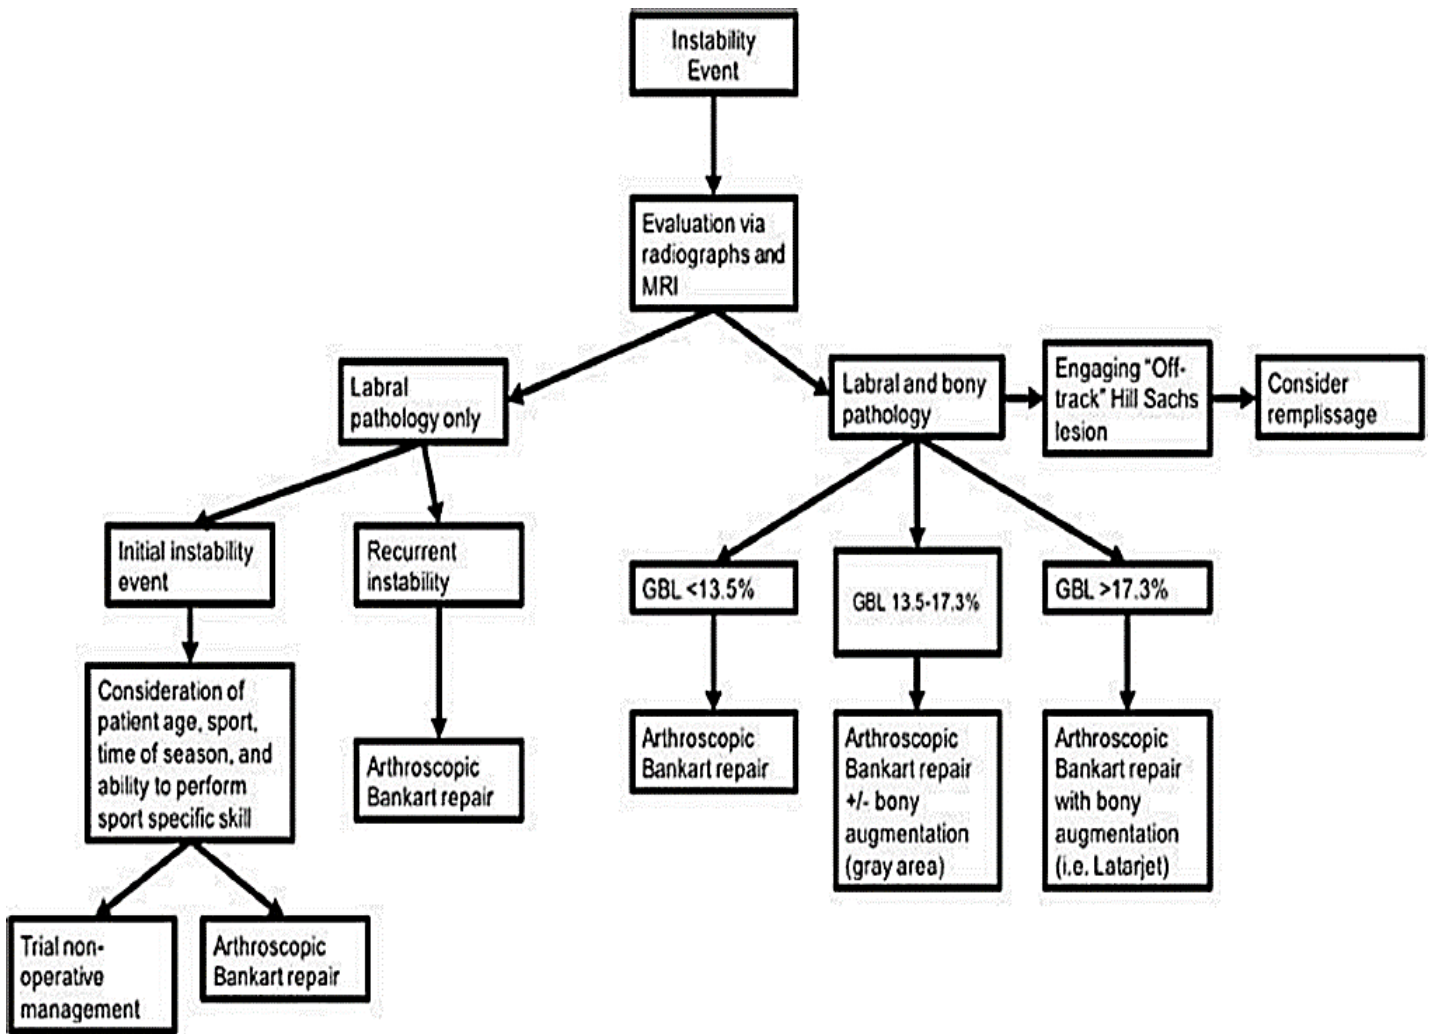 Instability
Event
Evaluation via
radiographs and
MRI
Labral
pathology only
Labral and bony
pathology
Engaging "Off-
track" Hill Sachs
lesion
Consider
remplissage
Initial instability
event
Recurrent
instability
GBL <13.5%
GBL 13.5-17.3%
GBL >17.3%
Consideration of
patient age, sport,
time of season, and
ability to perform
sport specific skill
Arthroscopic
Bankart repair
Arthroscopic
Bankart repair
Arthroscopic
Bankart repair
+/- bony
augmentation
(gray area)
Arthroscopic
Bankart repair
with bony
augmentation
(i.e. Latarjet)
Trial non-
operative
management
Arthroscopic
Bankart repair